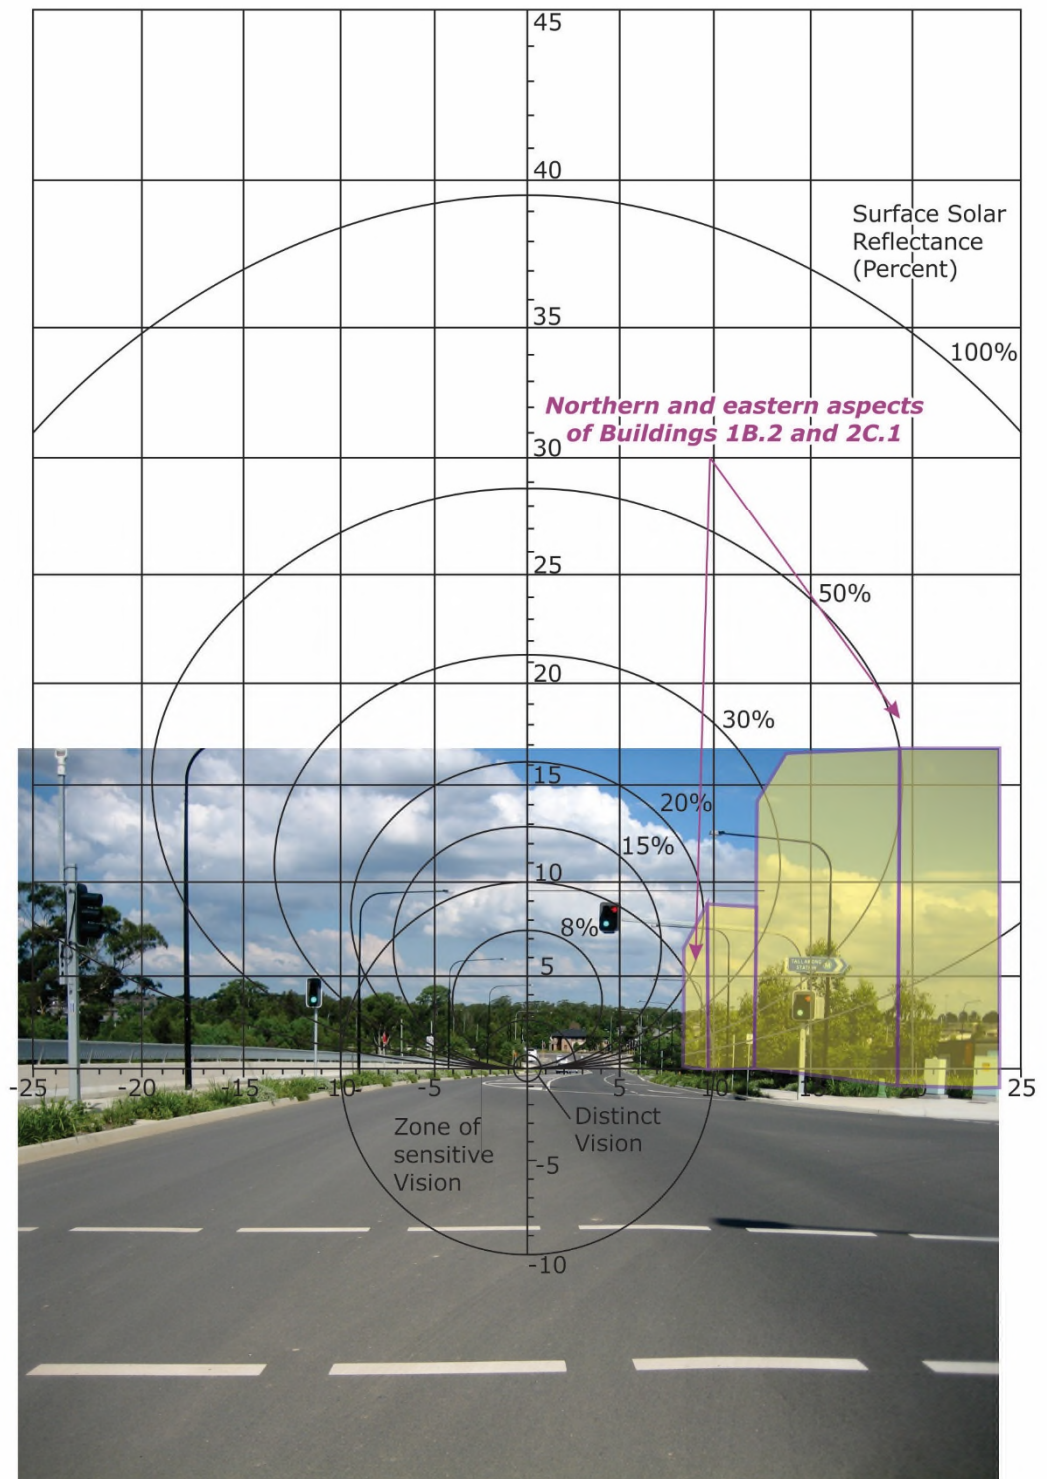 45
40
Surface Solar
Reflectance
(Percent)
35
100%
Northern and eastern aspects
of Buildings 1B.2 and 2C.1
30
25
50%
20
30%
15
20%
15%
10
8%
5
-25
-20
-15
-10
-5
5
10
15
20
25
Zone of
sensitive
Vision
Distinct
Vision
-5
-10